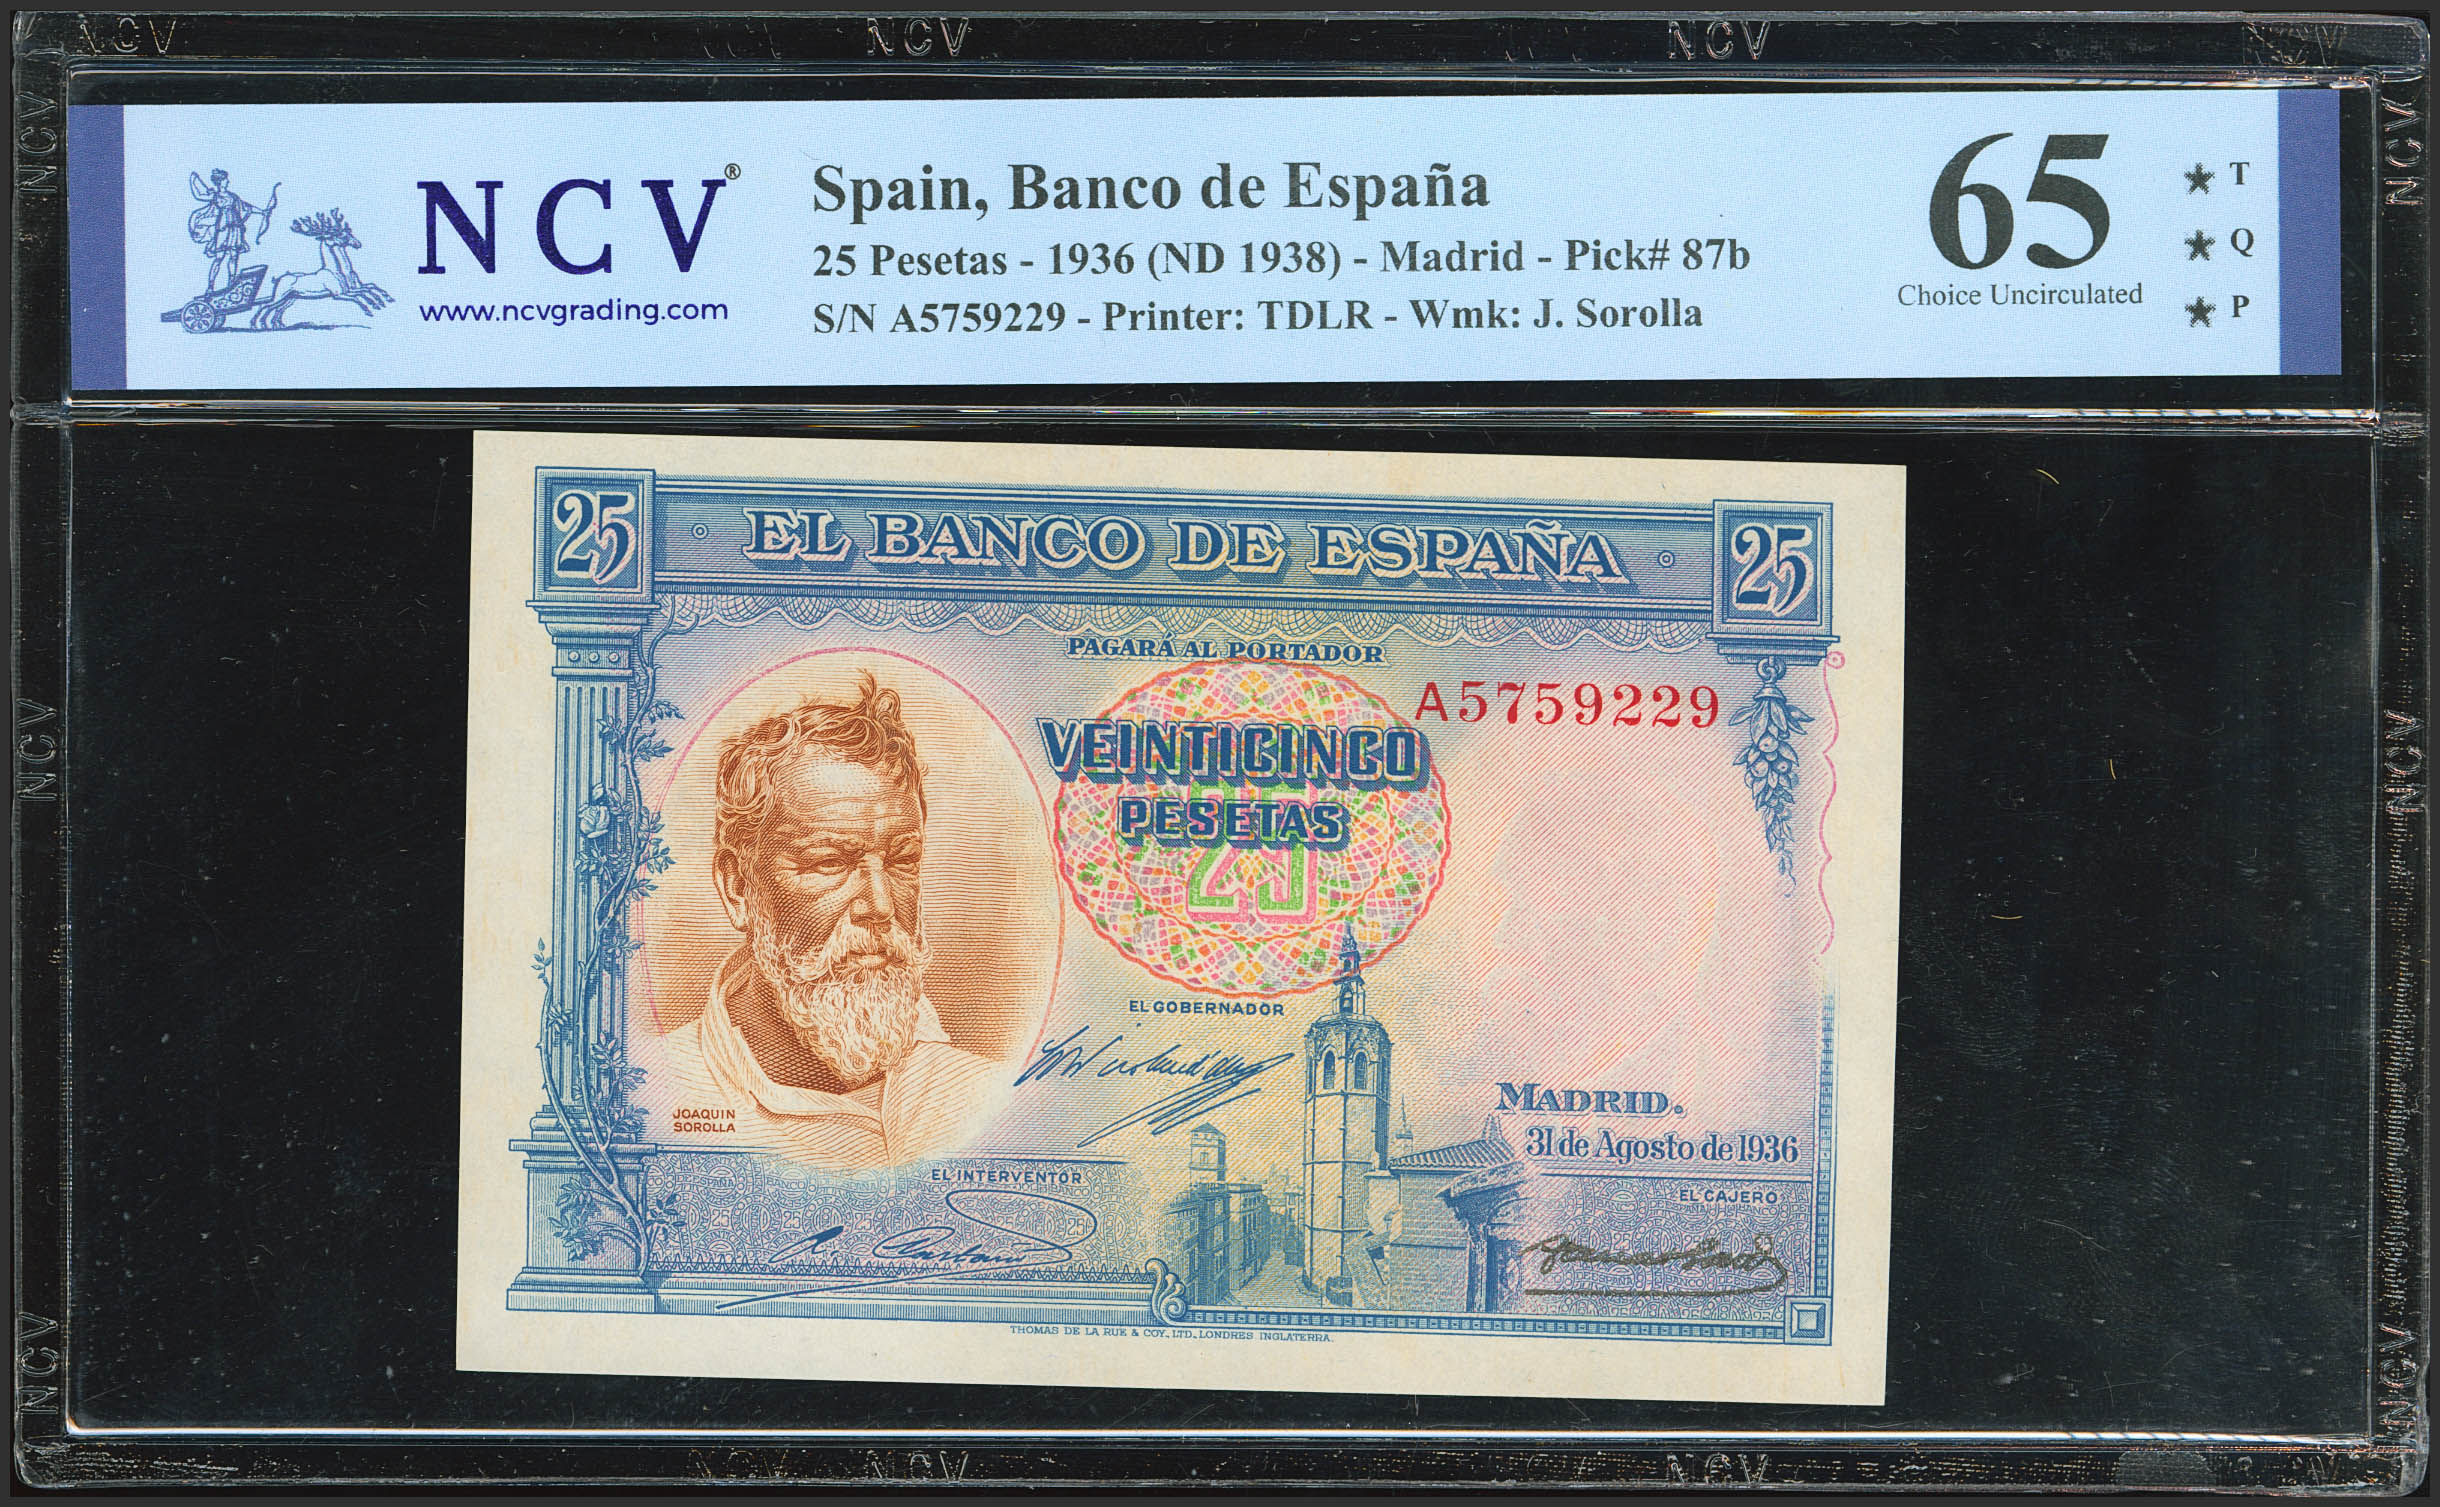 NCV NCV NCV
NCV®
www.ncvgrading.com
Spain, Banco de España
25 Pesetas - 1936 (ND 1938) - Madrid - Pick# 87b
S/N A5759229 - Printer: TDLR - Wmk: J. Sorolla
65
Choice Uncirculated
★ T
★ Q
★ P
25 EL BANCO DE ESPAÑA 25
PAGARÁ AL PORTADOR
A5759229
VEINTICINCO
PESETAS
25
EL GOBERNADOR
JOAQUIN
SOROLLA
MADRID.
31 de Agosto de 1936
EL INTERVENTOR
EL CAJERO
THOMAS DE LA RUE & COY., LTD., LONDRES INGLATERRA.
NCV NCV NCV